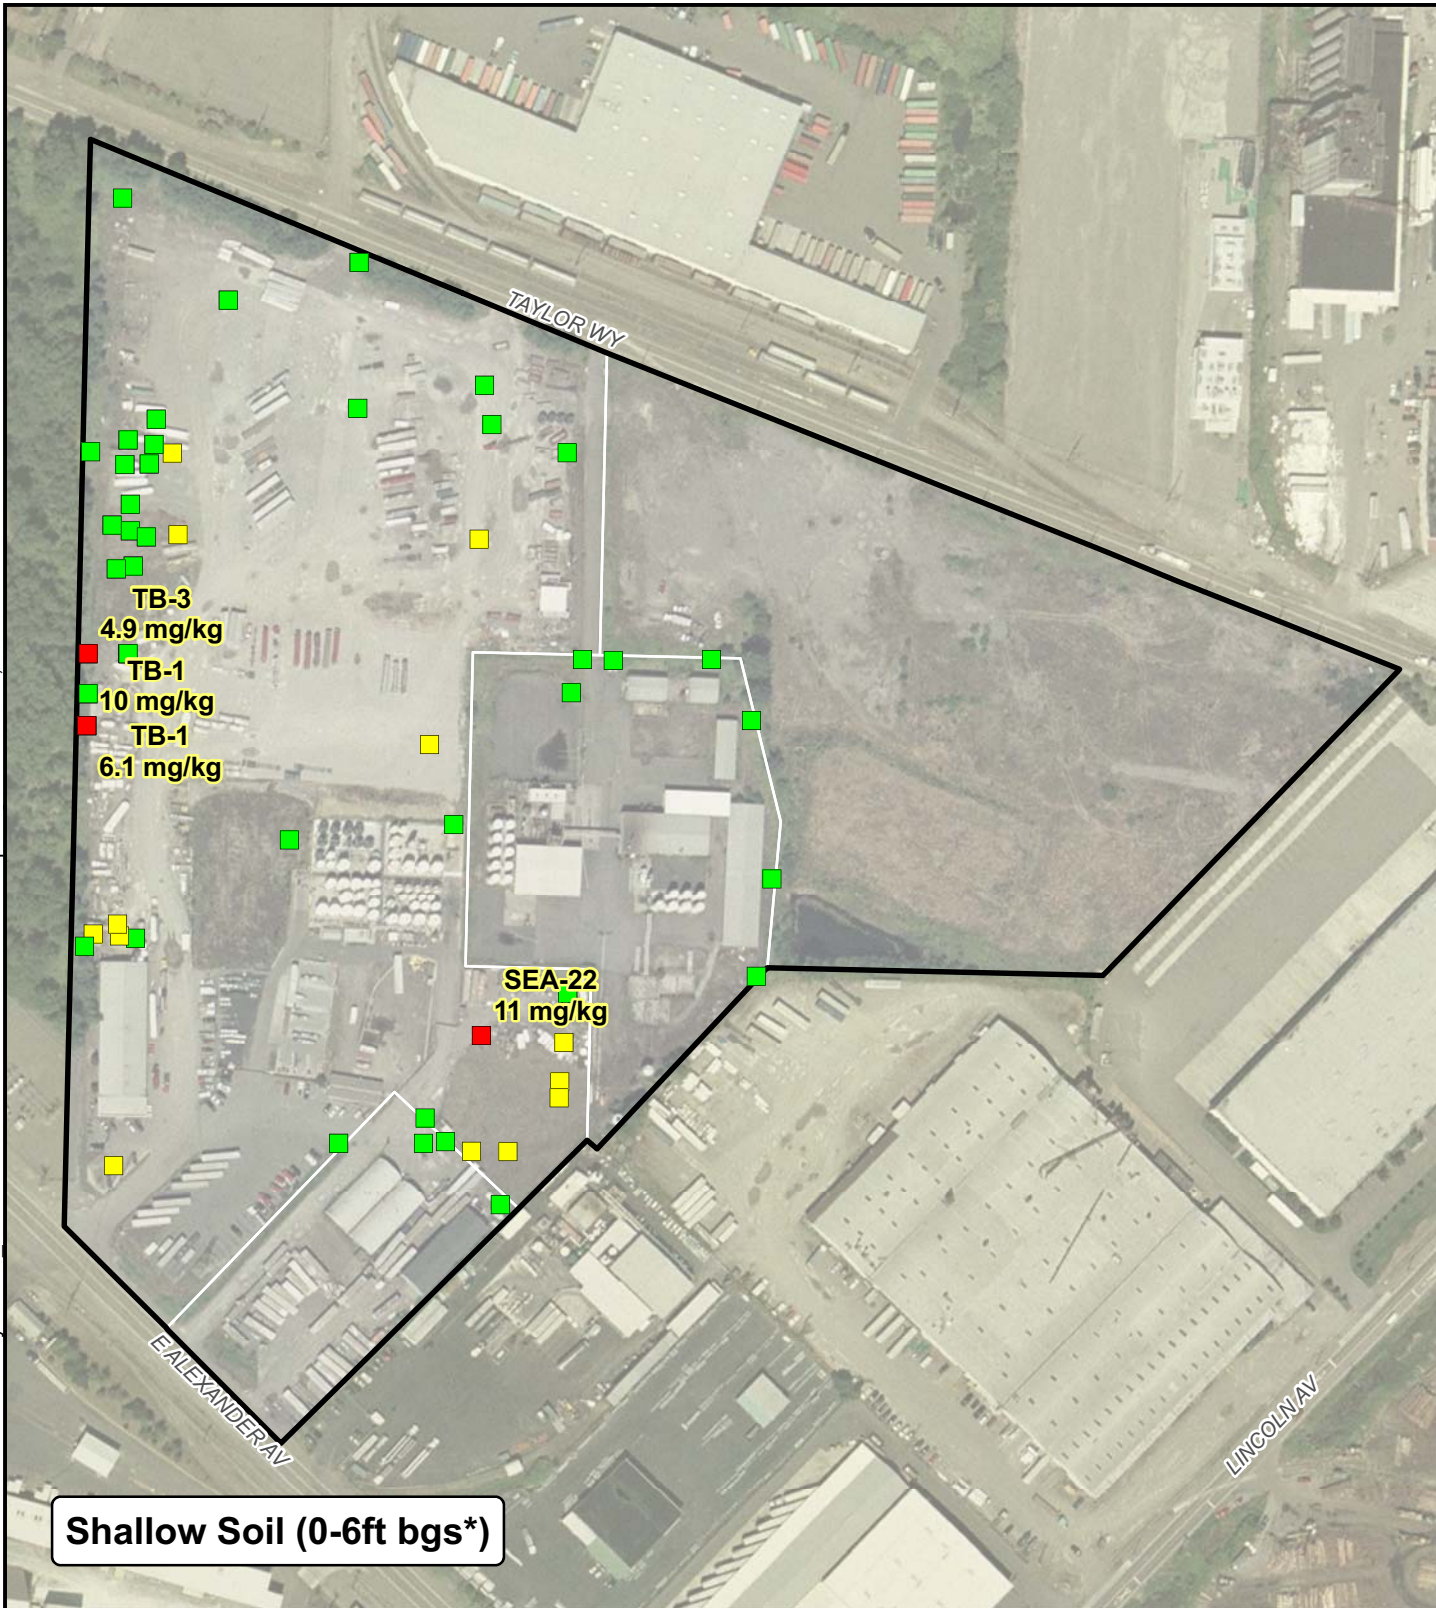 TAYLOR WY
TB-3
4.9 mg/kg
TB-1
10 mg/kg
TB-1
6.1 mg/kg
SEA-22
11 mg/kg
E ALEXANDER AV
LINCOLN AV
Shallow Soil (0-6ft bgs*)